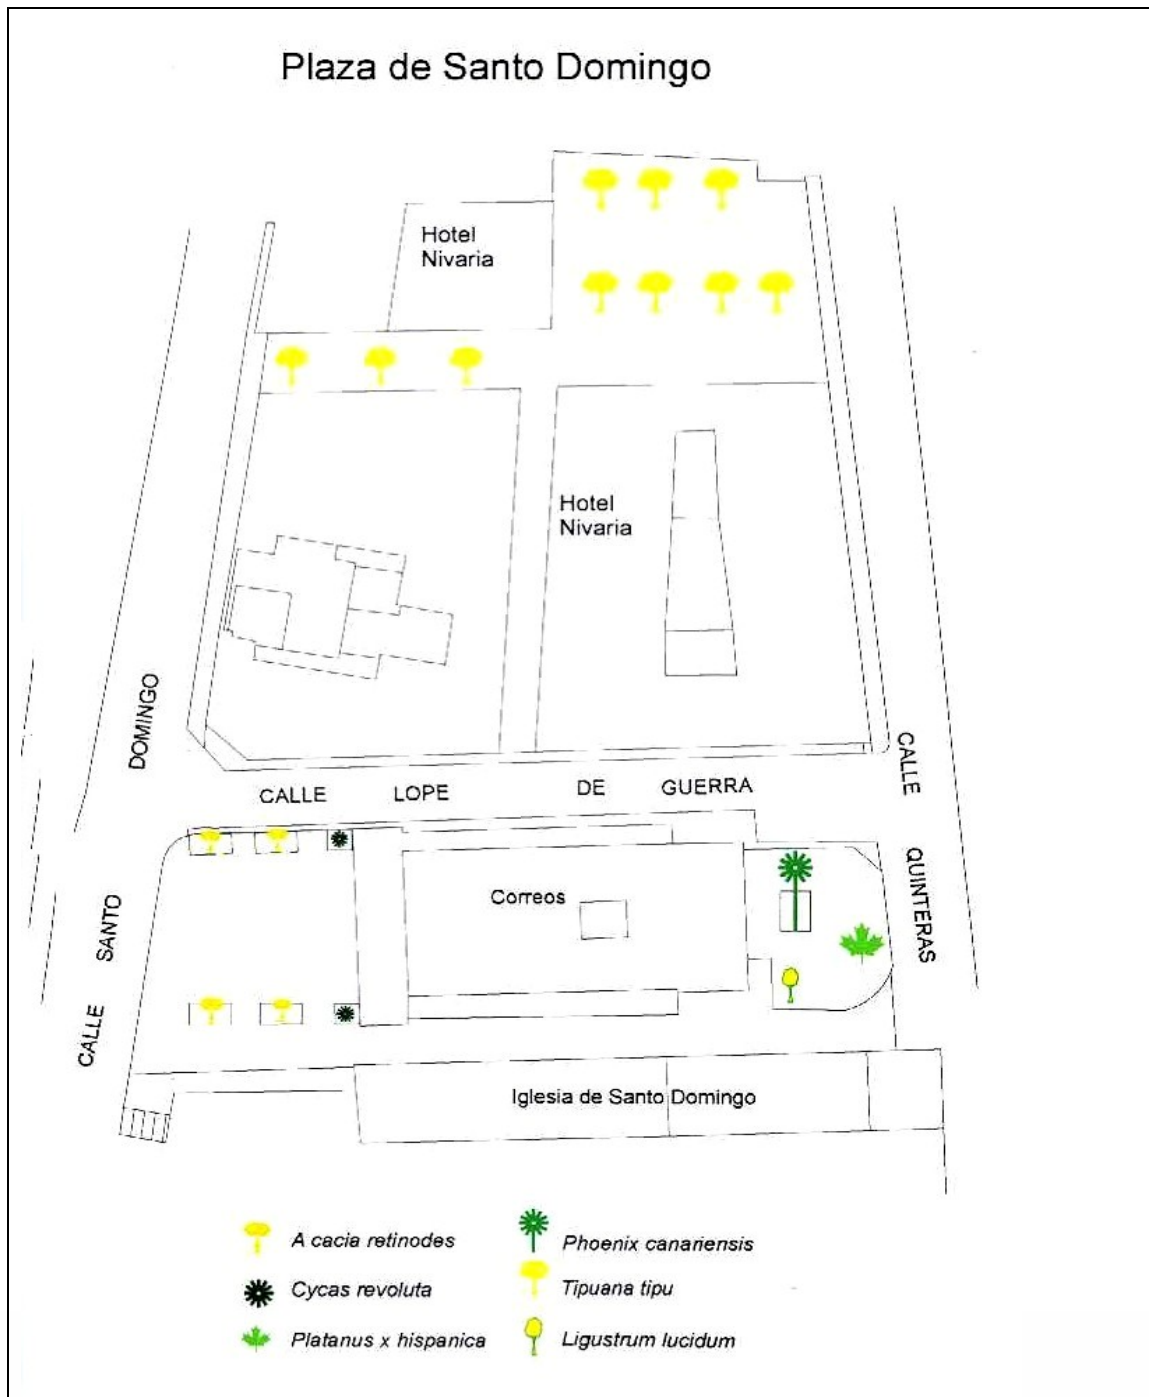 Plaza de Santo Domingo
Hotel
Nivaria
Hotel
Nivaria
DOMINGO
CALLE
CALLE LOPE DE GUERRA
QUINTERAS
SANTO
Correos
CALLE
Iglesia de Santo Domingo
A cacia retinodes
Phoenix canariensis
Cycas revoluta
Tipuana tipu
Platanus x hispanica
Ligustrum lucidum